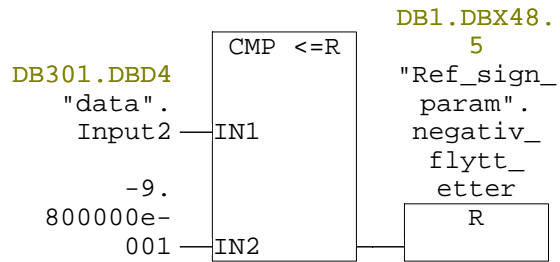 DB1.DBX48.
5
"Ref_sign_
param".
negativ_
flytt_
etter
R
CMP <=R
DB301.DBD4
"data".
Input2
IN1
-9.
800000e-
001
IN2